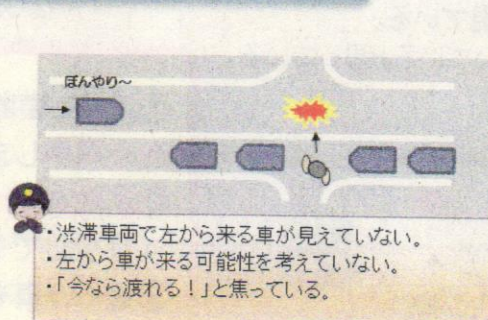 ぼんやり～
・渋滞車両で左から来る車が見えていない。
・左から車が来る可能性を考えていない。
・「今なら渡れる！」と焦っている。